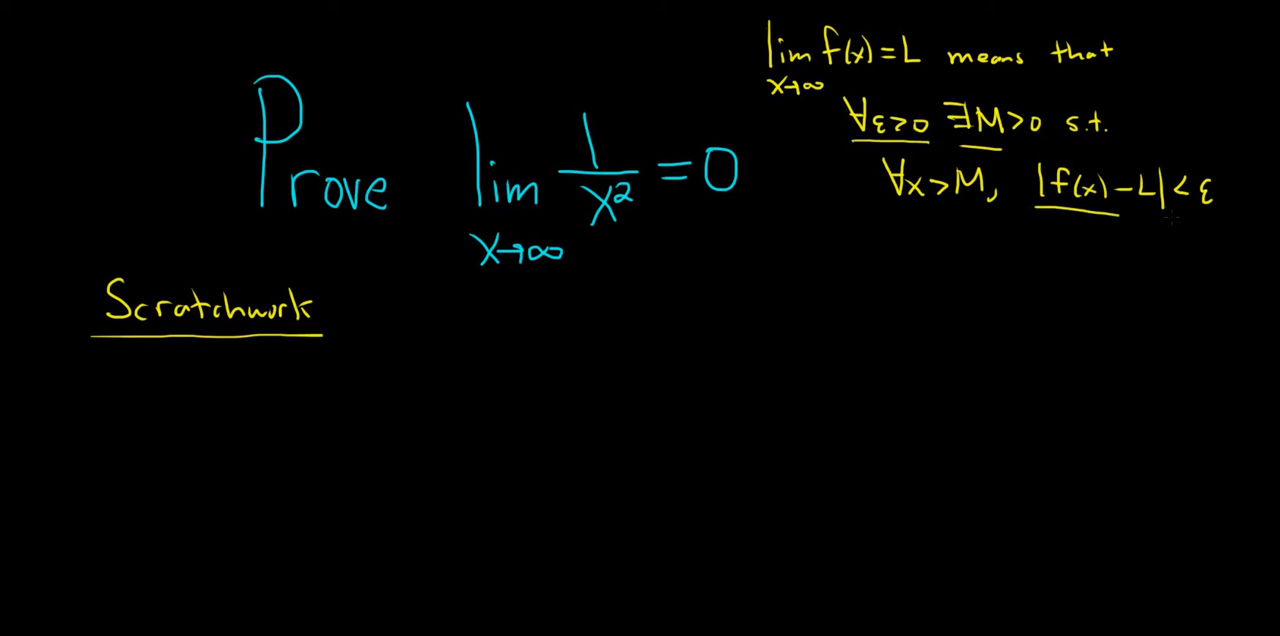 Prove lim x→∞ 1/x² = 0
lim x→∞ f(x) = L means that
∀ε>0 ∃M>0 s.t.
∀x>M, |f(x) - L| < ε
Scratchwork